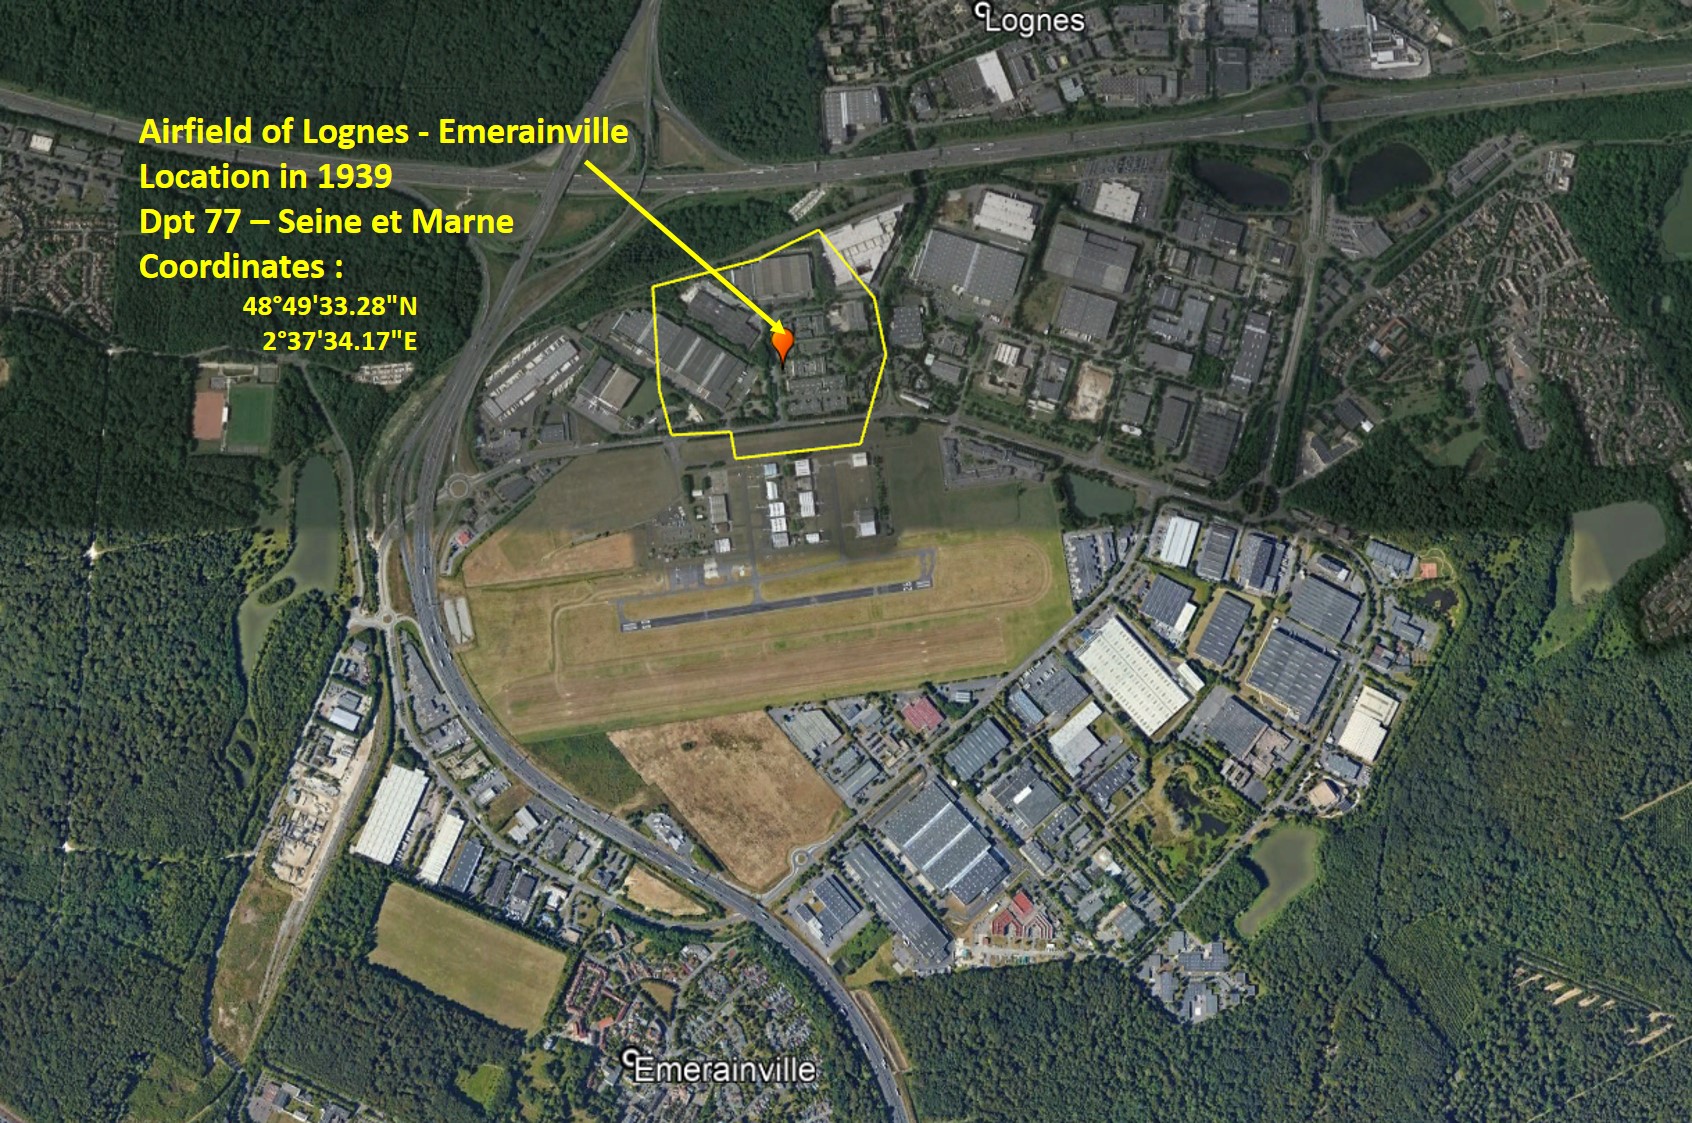 Lognes
Airfield of Lognes - Emerainville
Location in 1939
Dpt 77 – Seine et Marne
Coordinates :
48°49'33.28"N
2°37'34.17"E
26
Emerainville